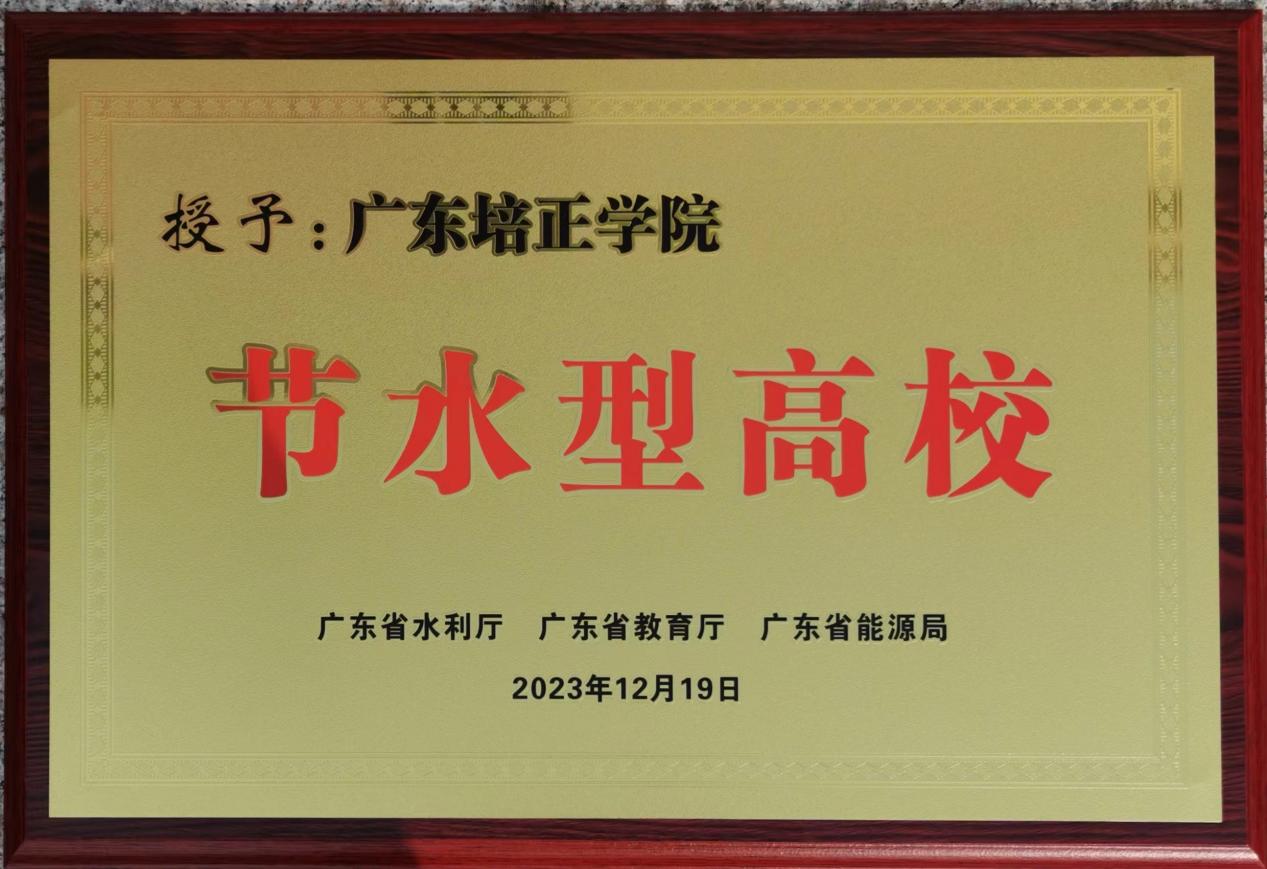 授予：广东培正学院
节水型高校
广东省水利厅 广东省教育厅 广东省能源局
2023年12月19日